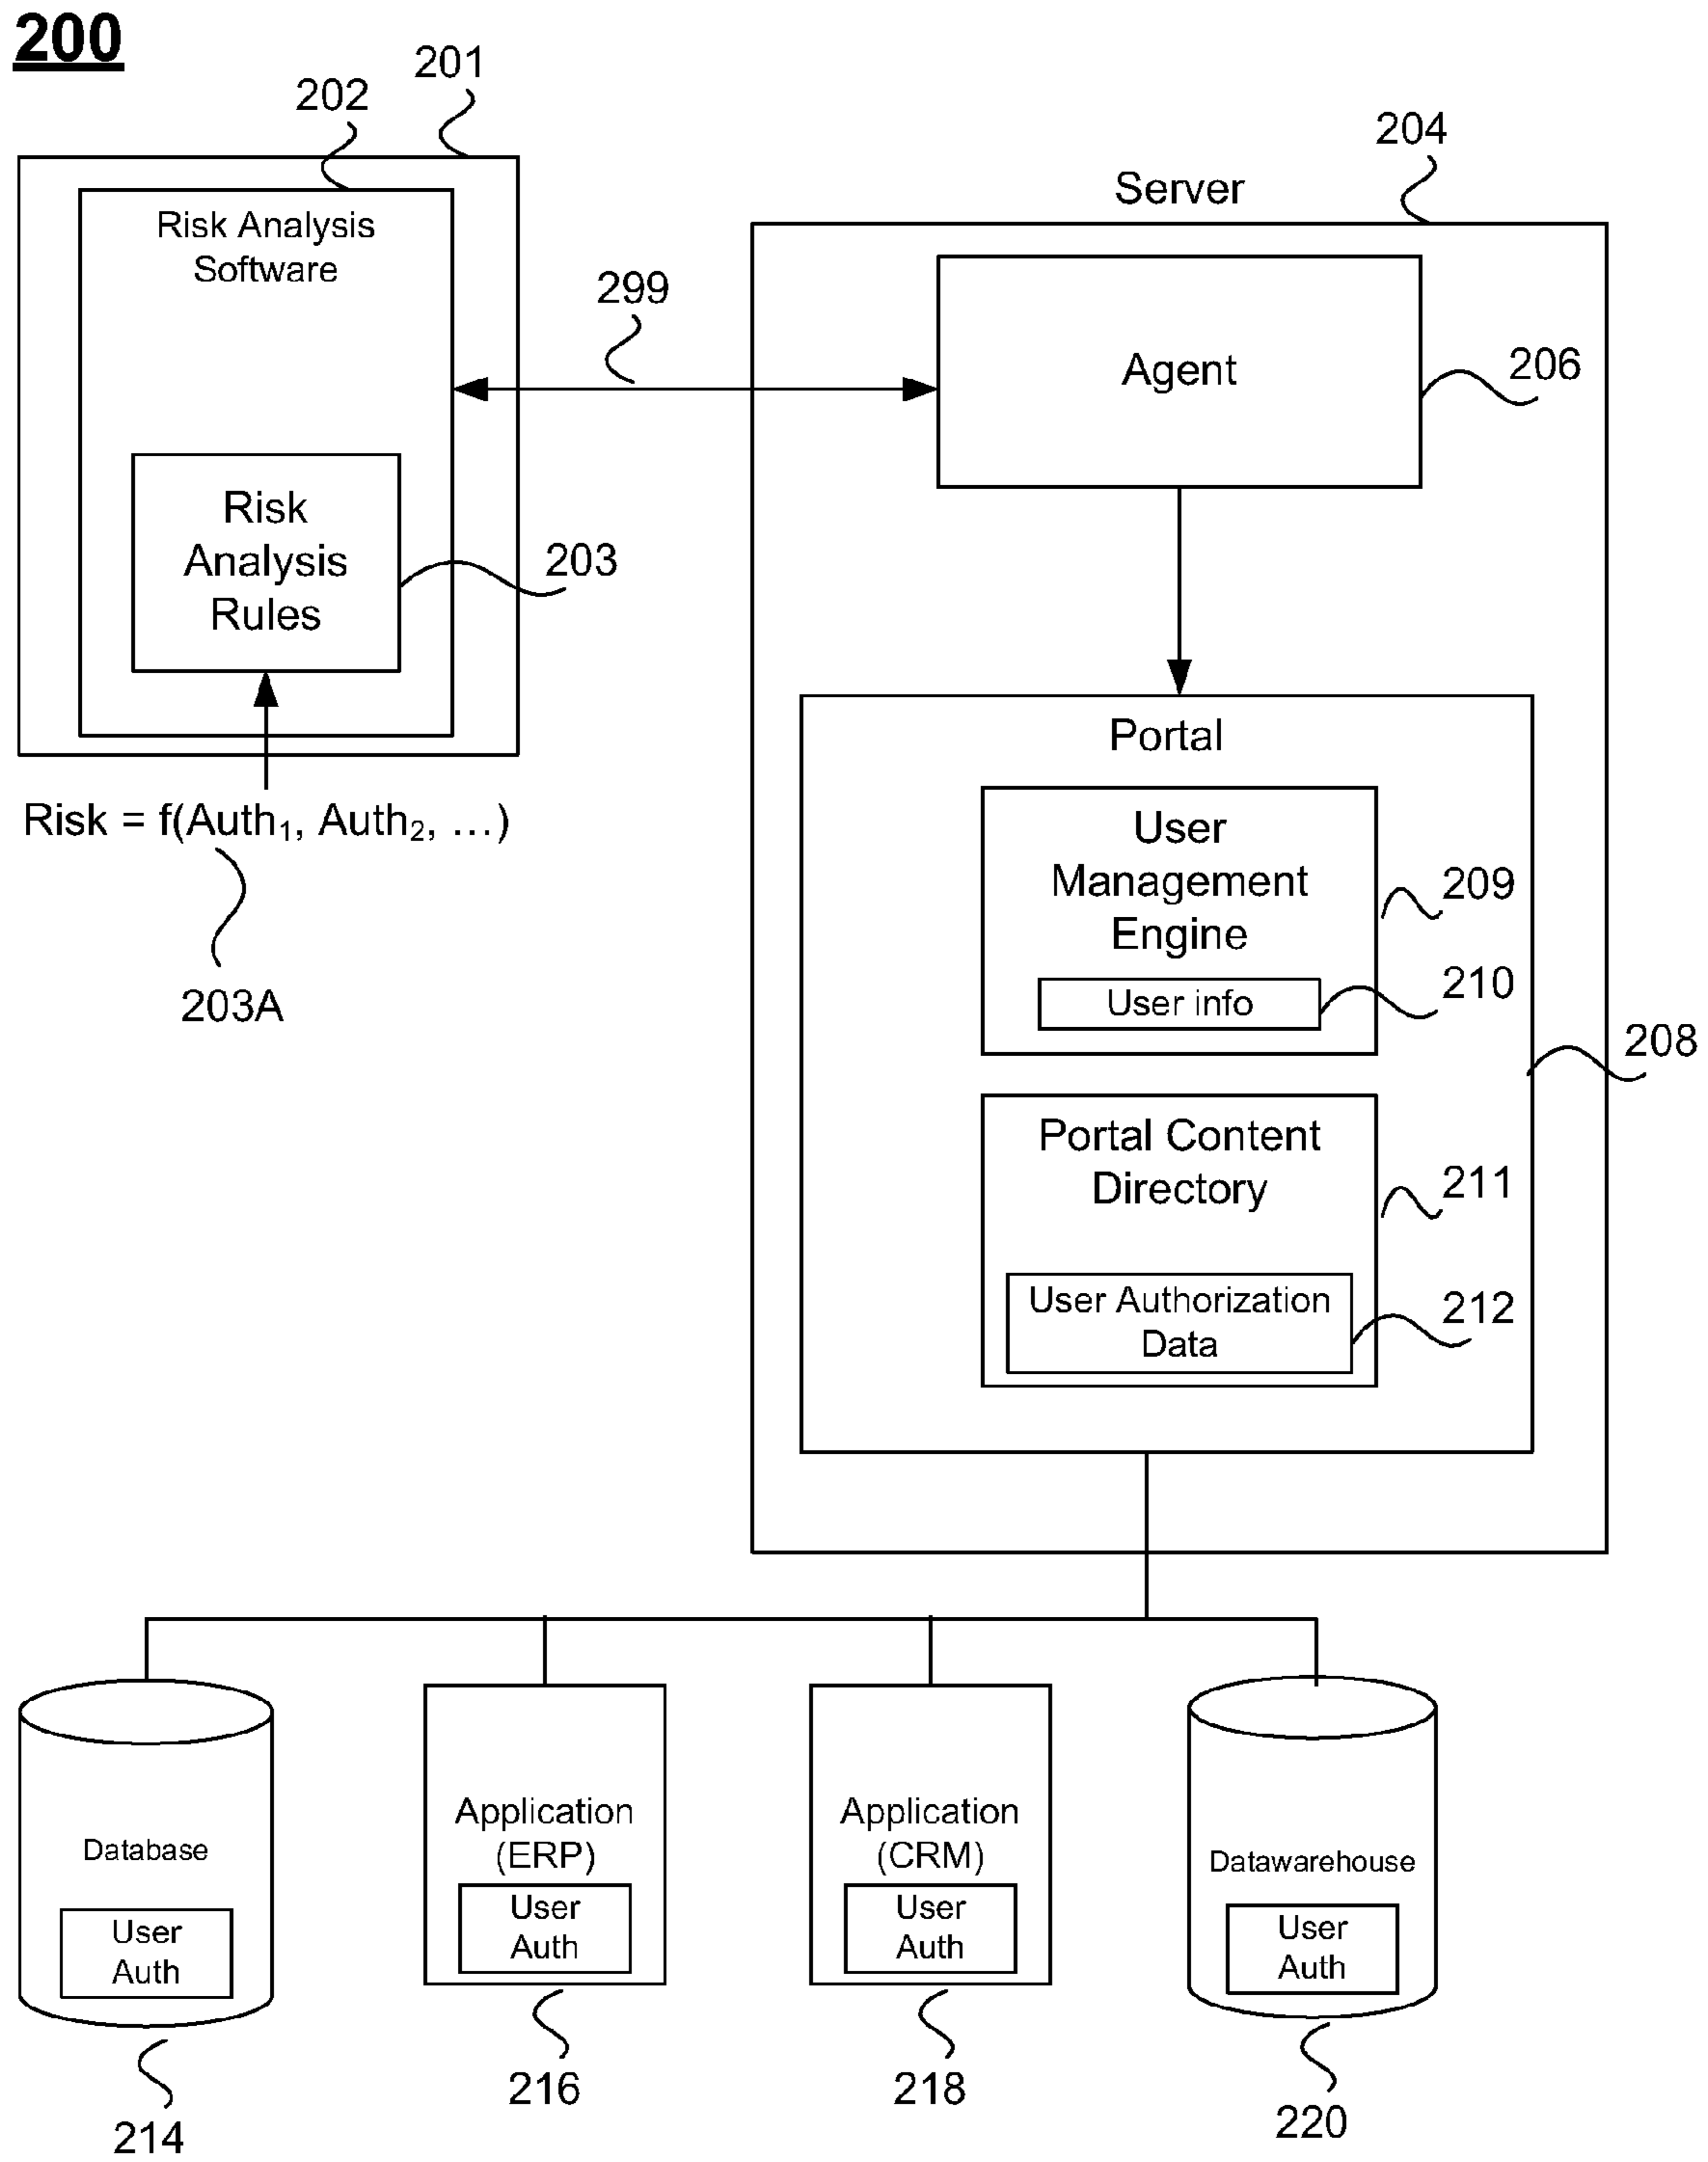 200
201
202
204
Server
Risk Analysis
Software
299
Agent
206
Risk
Analysis
Rules
203
Portal
Risk = f(Auth₁, Auth₂, ...)
203A
User
Management
Engine
209
User info
210
208
Portal Content
Directory
211
User Authorization
Data
212
Database
User
Auth
214
Application
(ERP)
User
Auth
216
Application
(CRM)
User
Auth
218
Datawarehouse
User
Auth
220